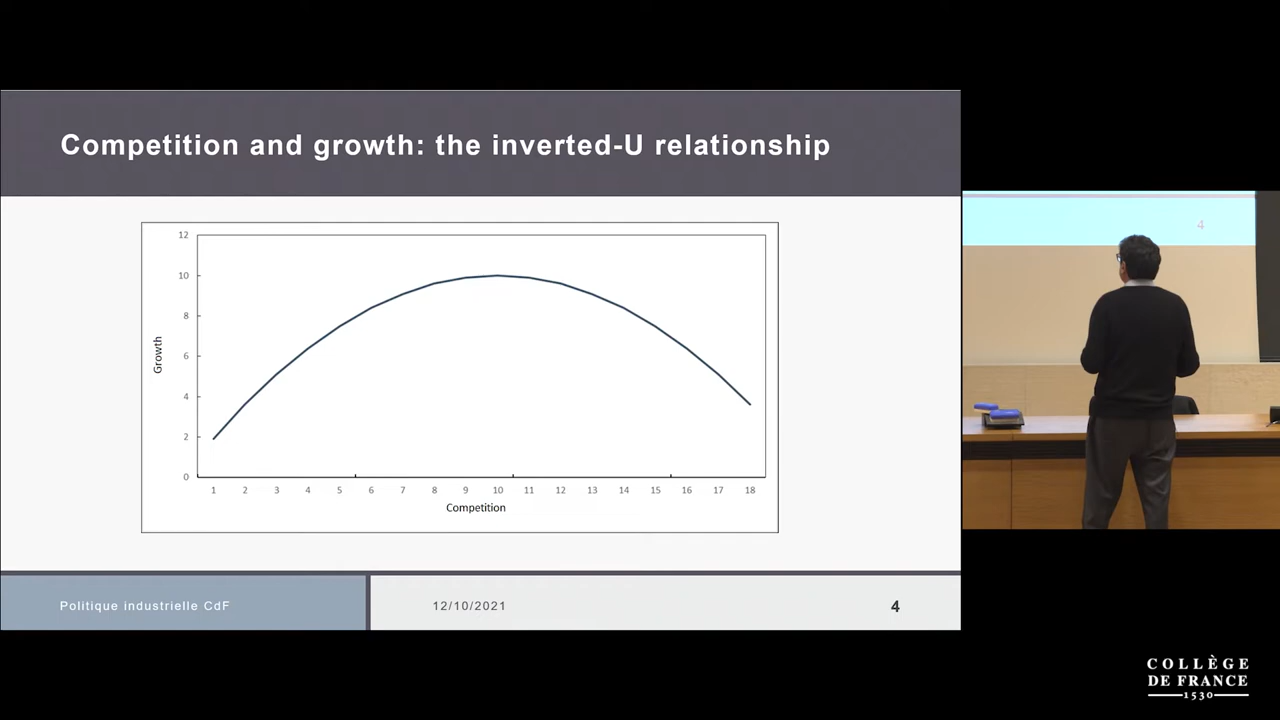 Competition and growth: the inverted-U relationship
12
10
8
6
4
2
0
Growth
1 2 3 4 5 6 7 8 9 10 11 12 13 14 15 16 17 18
Competition
Politique industrielle CdF
12/10/2021
4
4
COLLÈGE
DE FRANCE
1530